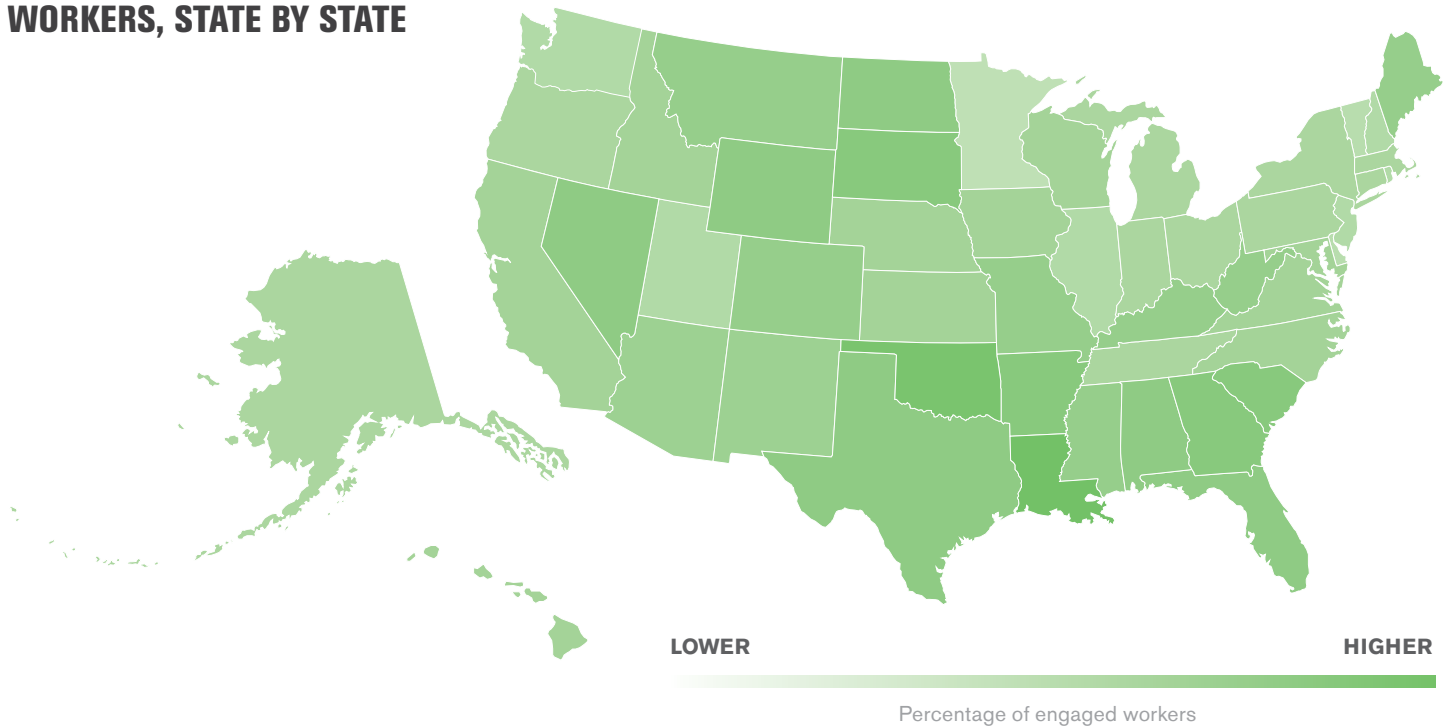 WORKERS, STATE BY STATE
LOWER
HIGHER
Percentage of engaged workers